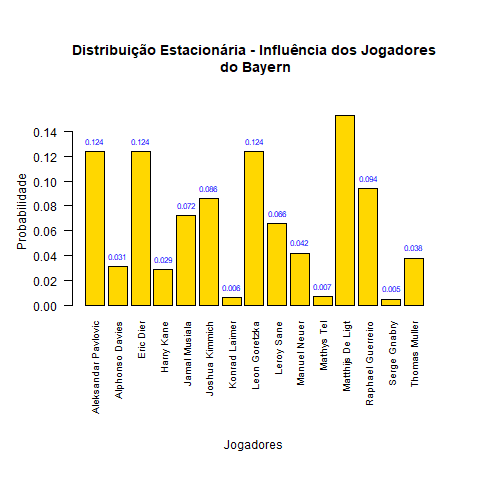 Distribuição Estacionária - Influência dos Jogadores
do Bayern
Probabilidade
0.14
0.12
0.10
0.08
0.06
0.04
0.02
0.00
0.124
0.031
0.124
0.029
0.072
0.086
0.006
0.124
0.066
0.042
0.007
0.094
0.005
0.038
Aleksandar Pavlovic
Alphonso Davies
Eric Dier
Harry Kane
Jamal Musiala
Joshua Kimmich
Konrad Laimer
Leon Goretzka
Leroy Sane
Manuel Neuer
Mathys Tel
Matthijs De Ligt
Raphael Guerreiro
Serge Gnabry
Thomas Muller
Jogadores